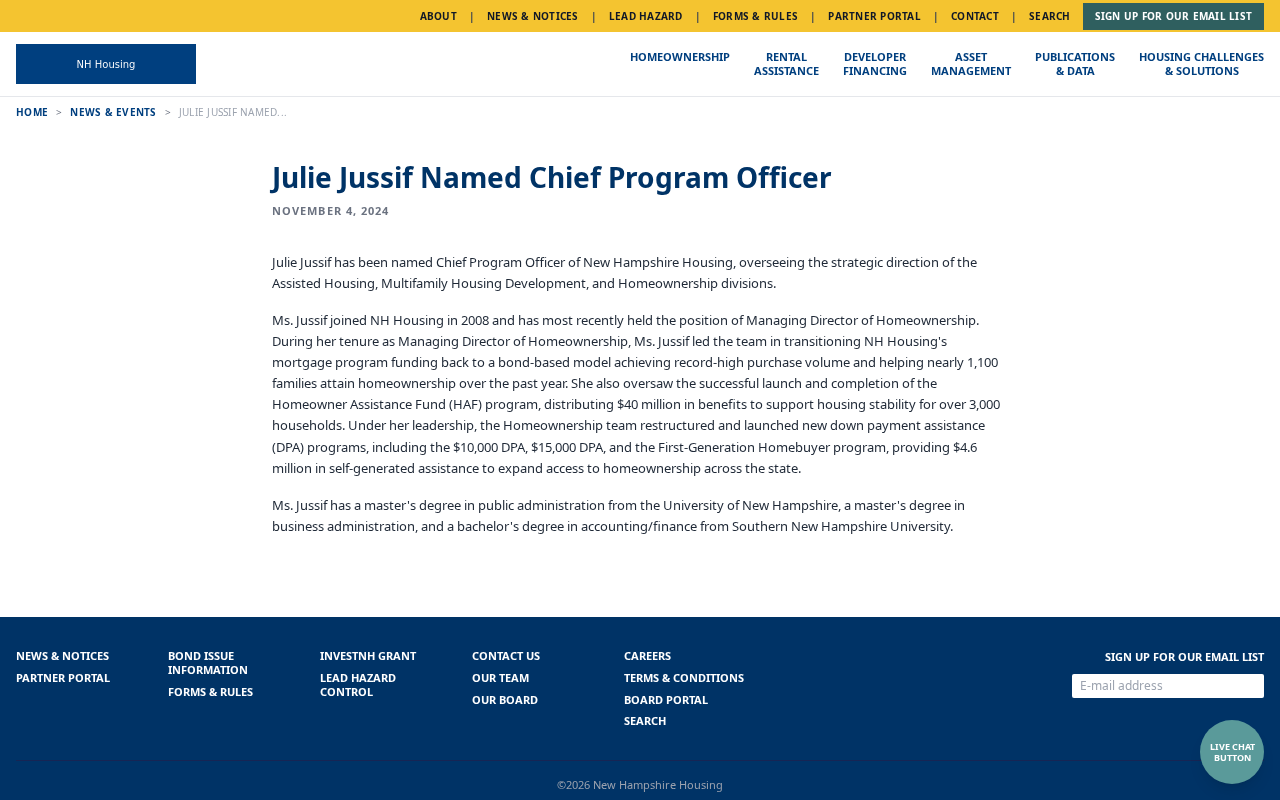 ABOUT | NEWS & NOTICES | LEAD HAZARD | FORMS & RULES | PARTNER PORTAL | CONTACT | SEARCH SIGN UP FOR OUR EMAIL LIST
NH Housing
HOMEOWNERSHIP
RENTAL
ASSISTANCE
DEVELOPER
FINANCING
ASSET
MANAGEMENT
PUBLICATIONS
& DATA
HOUSING CHALLENGES
& SOLUTIONS
HOME > NEWS & EVENTS > JULIE JUSSIF NAMED...
Julie Jussif Named Chief Program Officer
NOVEMBER 4, 2024
Julie Jussif has been named Chief Program Officer of New Hampshire Housing, overseeing the strategic direction of the
Assisted Housing, Multifamily Housing Development, and Homeownership divisions.
Ms. Jussif joined NH Housing in 2008 and has most recently held the position of Managing Director of Homeownership.
During her tenure as Managing Director of Homeownership, Ms. Jussif led the team in transitioning NH Housing's
mortgage program funding back to a bond-based model achieving record-high purchase volume and helping nearly 1,100
families attain homeownership over the past year. She also oversaw the successful launch and completion of the
Homeowner Assistance Fund (HAF) program, distributing $40 million in benefits to support housing stability for over 3,000
households. Under her leadership, the Homeownership team restructured and launched new down payment assistance
(DPA) programs, including the $10,000 DPA, $15,000 DPA, and the First-Generation Homebuyer program, providing $4.6
million in self-generated assistance to expand access to homeownership across the state.
Ms. Jussif has a master's degree in public administration from the University of New Hampshire, a master's degree in
business administration, and a bachelor's degree in accounting/finance from Southern New Hampshire University.
NEWS & NOTICES
PARTNER PORTAL
BOND ISSUE
INFORMATION
FORMS & RULES
INVESTNH GRANT
LEAD HAZARD
CONTROL
CONTACT US
OUR TEAM
OUR BOARD
CAREERS
TERMS & CONDITIONS
BOARD PORTAL
SEARCH
SIGN UP FOR OUR EMAIL LIST
E-mail address
LIVE CHAT
BUTTON
©2026 New Hampshire Housing